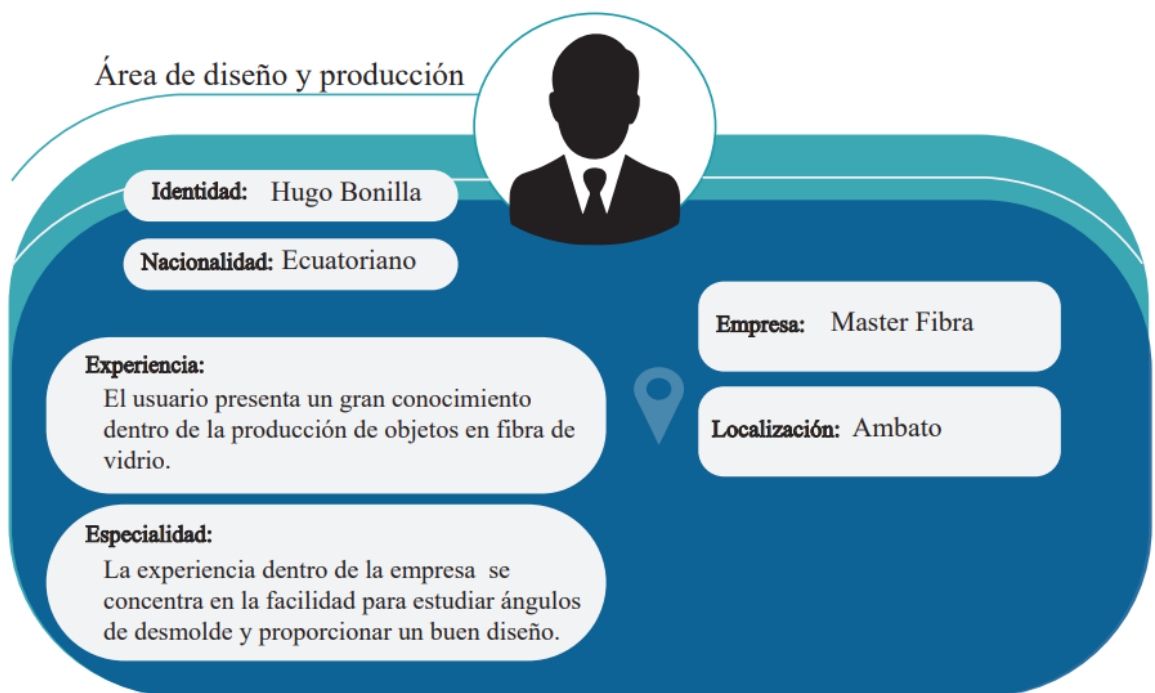 Área de diseño y producción
Identidad: Hugo Bonilla
Nacionalidad: Ecuatoriano
Experiencia:
El usuario presenta un gran conocimiento
dentro de la producción de objetos en fibra de
vidrio.
Especialidad:
La experiencia dentro de la empresa se
concentra en la facilidad para estudiar ángulos
de desmolde y proporcionar un buen diseño.
Empresa: Master Fibra
Localización: Ambato